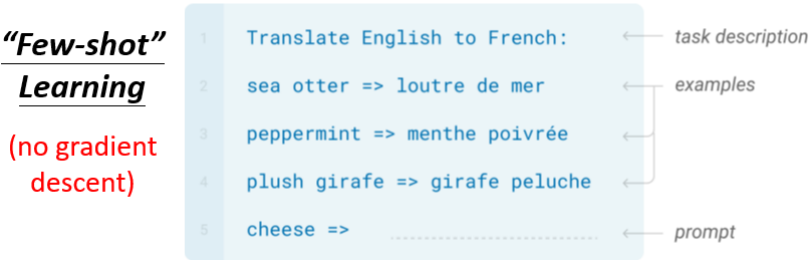 “Few-shot”
Learning
(no gradient
descent)
1 Translate English to French: task description
2 sea otter => loutre de mer examples
3 peppermint => menthe poivrée
4 plush girafe => girafe peluche
5 cheese => prompt